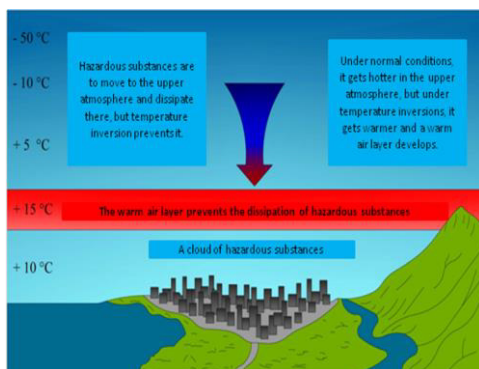 - 50 °C
- 10 °C
+ 5 °C
+ 15 °C
+ 10 °C
Hazardous substances are
to move to the upper
atmosphere and dissipate
there, but temperature
inversion prevents it.
Under normal conditions,
it gets hotter in the upper
atmosphere, but under
temperature inversions, it
gets warmer and a warm
air layer develops.
The warm air layer prevents the dissipation of hazardous substances
A cloud of hazardous substances